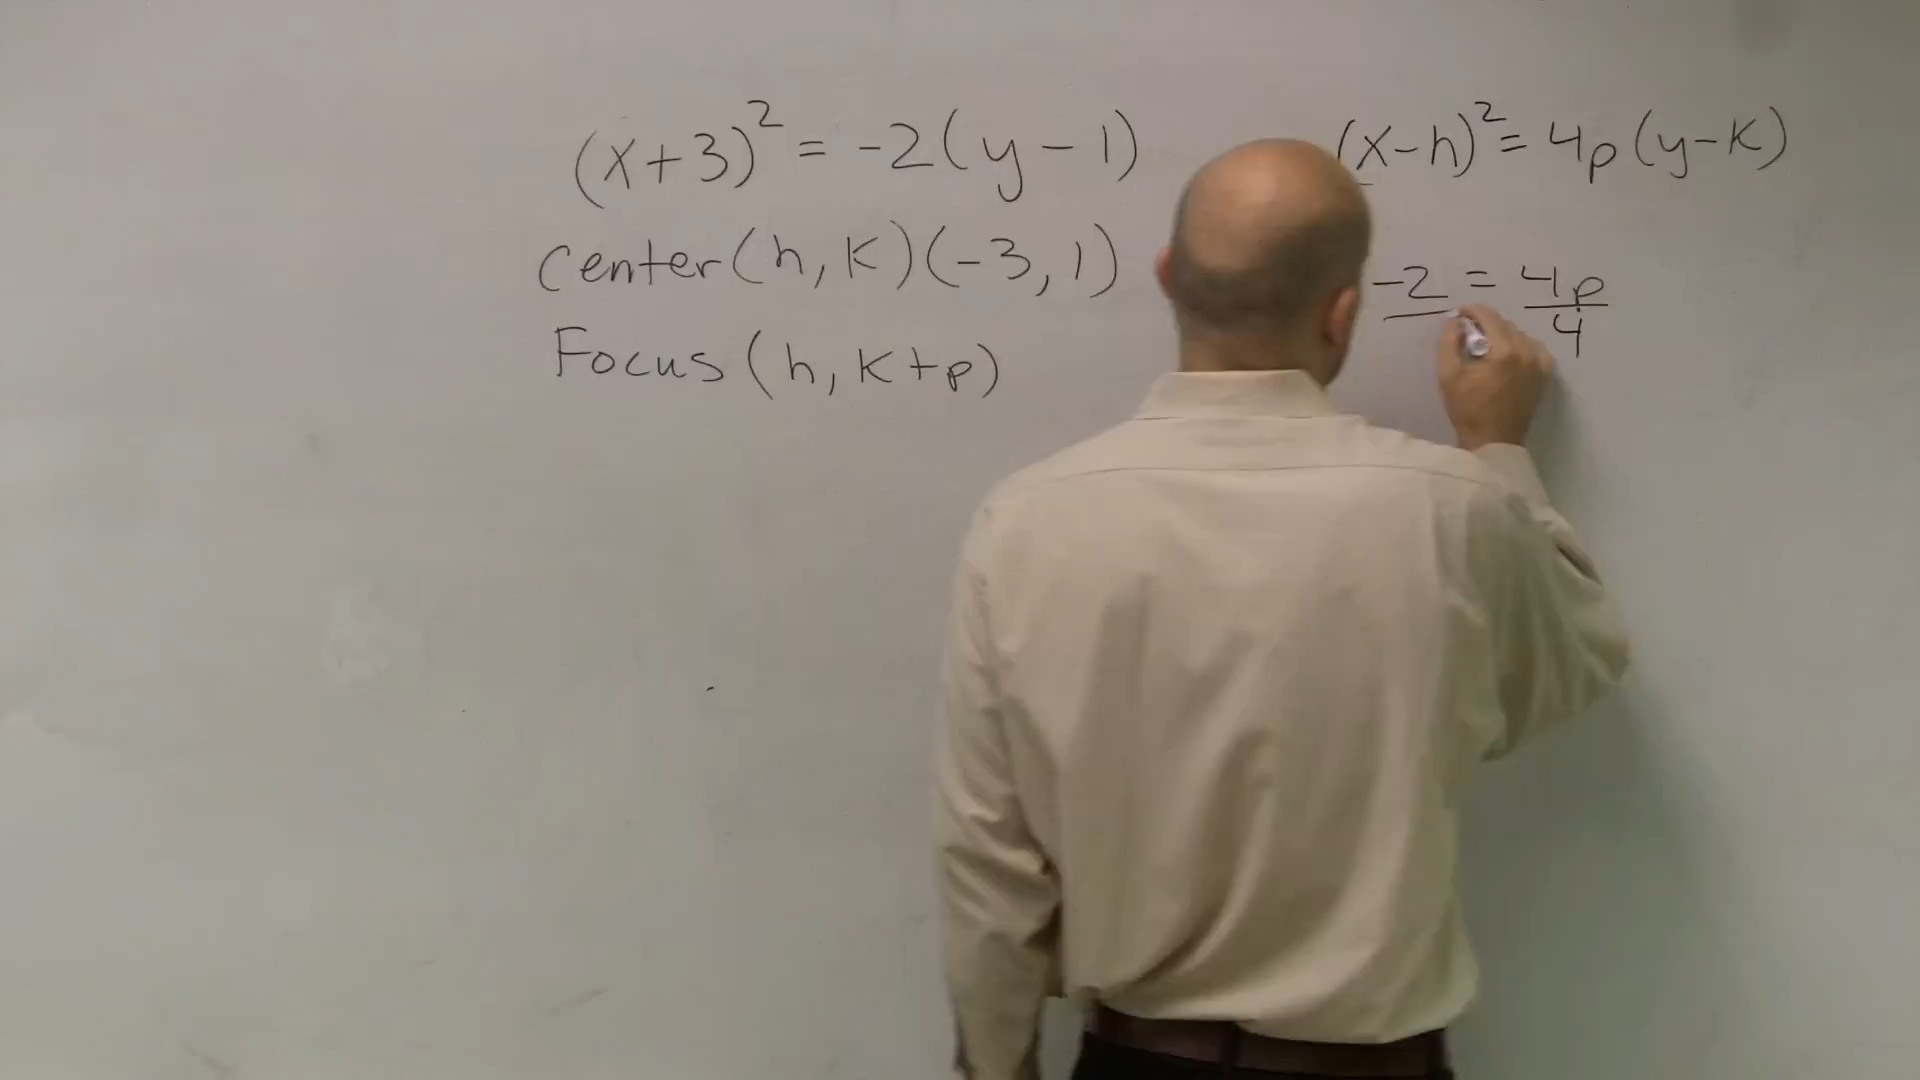 (x+3)² = -2(y-1)
center(h,k)(-3,1)
Focus(h,k+p)
(x-h)² = 4p(y-k)
-2 = 4p
4